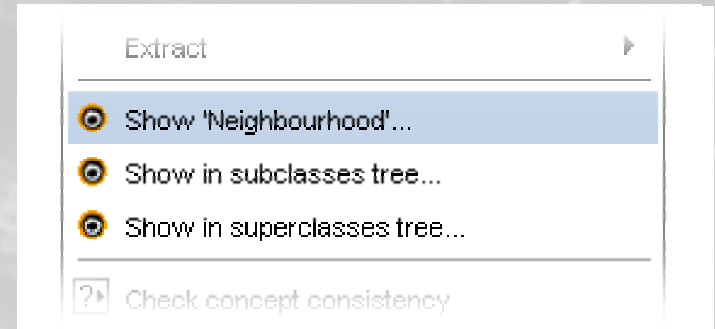 Extract
Show 'Neighbourhood'...
Show in subclasses tree...
Show in superclasses tree...
Check concept consistency